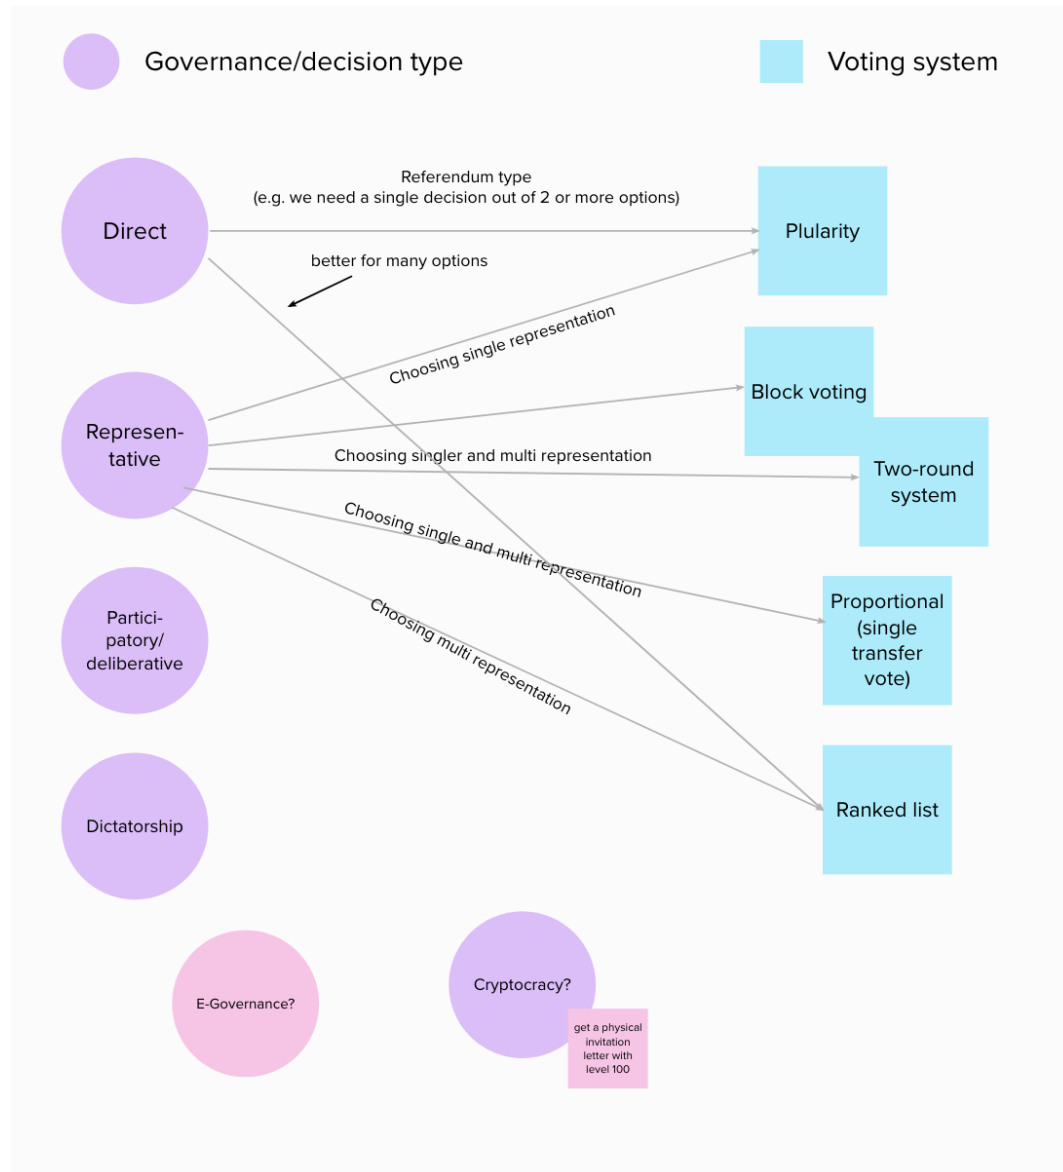 Governance/decision type
Voting system
Direct
Referendum type
(e.g. we need a single decision out of 2 or more options)
Plularity
better for many options
Choosing single representation
Represen-
tative
Block voting
Choosing singler and multi representation
Two-round
system
Choosing single and multi representation
Partici-
patory/
deliberative
Proportional
(single
transfer
vote)
Choosing multi representation
Dictatorship
Ranked list
E-Governance?
Cryptocracy?
get a physical
invitation
letter with
level 100